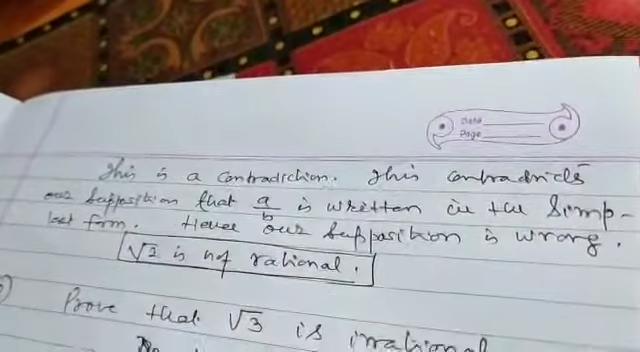 Date
Page
This is a contradiction. This contradicts
our Supposition that a/b is written in the Simp-
lest form. Hence our Supposition is wrong.
√2 is not rational.
Prove that √3 is irrational